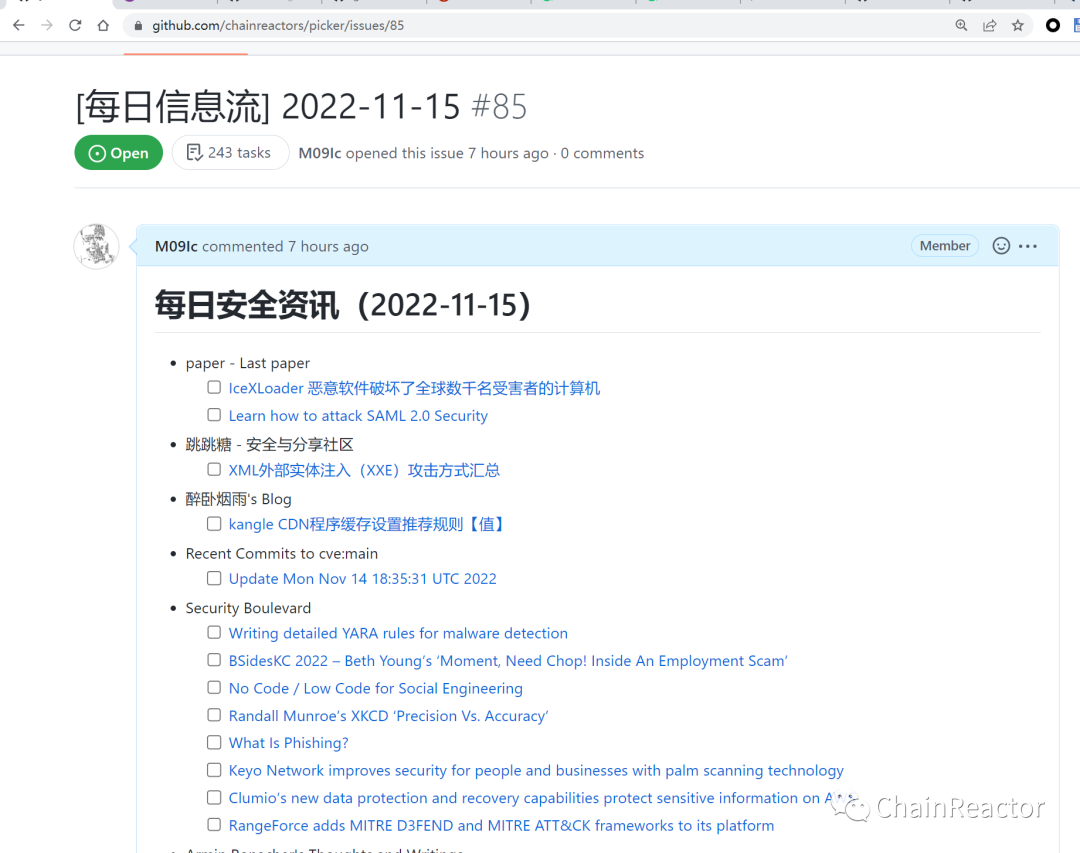 github.com/chainreactors/picker/issues/85
[每日信息流] 2022-11-15 #85
Open
243 tasks
M09Ic opened this issue 7 hours ago · 0 comments
M09Ic commented 7 hours ago
Member
每日安全资讯（2022-11-15）
paper - Last paper
IceXLoader 恶意软件破坏了全球数千名受害者的计算机
Learn how to attack SAML 2.0 Security
跳跳糖 - 安全与分享社区
XML外部实体注入（XXE）攻击方式汇总
醉卧烟雨's Blog
kangle CDN程序缓存设置推荐规则【值】
Recent Commits to cve:main
Update Mon Nov 14 18:35:31 UTC 2022
Security Boulevard
Writing detailed YARA rules for malware detection
BSidesKC 2022 – Beth Young’s ‘Moment, Need Chop! Inside An Employment Scam’
No Code / Low Code for Social Engineering
Randall Munroe’s XKCD ‘Precision Vs. Accuracy’
What Is Phishing?
Keyo Network improves security for people and businesses with palm scanning technology
Clumio’s new data protection and recovery capabilities protect sensitive information on
ChainReactor
RangeForce adds MITRE D3FEND and MITRE ATT&CK frameworks to its platform